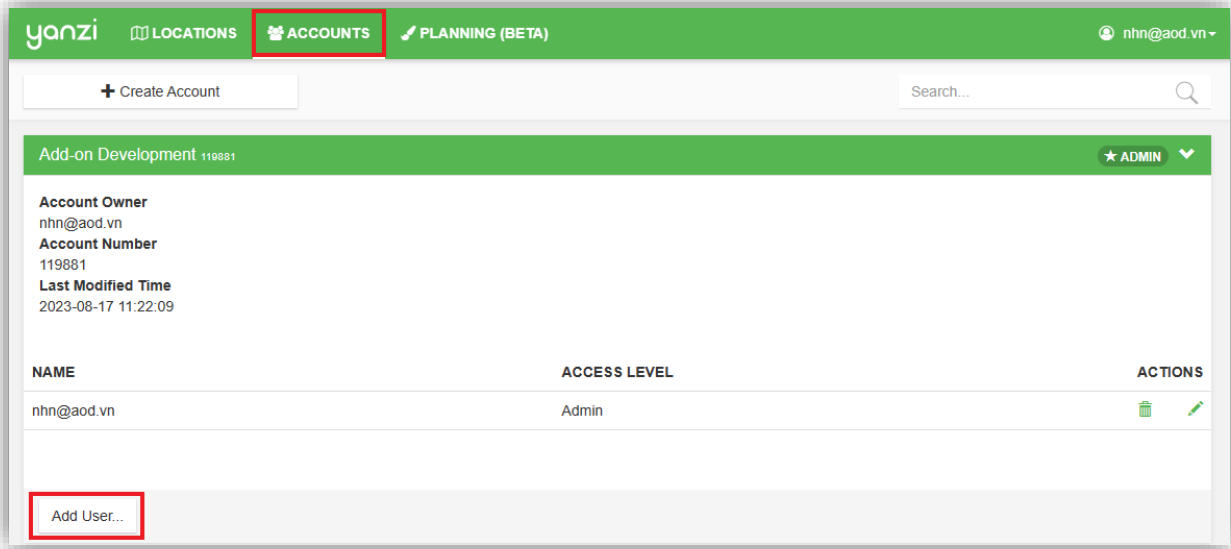 yanzi LOCATIONS ACCOUNTS PLANNING (BETA) nhn@aod.vn
Create Account Search...
Add-on Development 119881 ADMIN
Account Owner
nhn@aod.vn
Account Number
119881
Last Modified Time
2023-08-17 11:22:09
NAME ACCESS LEVEL ACTIONS
nhn@aod.vn Admin
Add User...